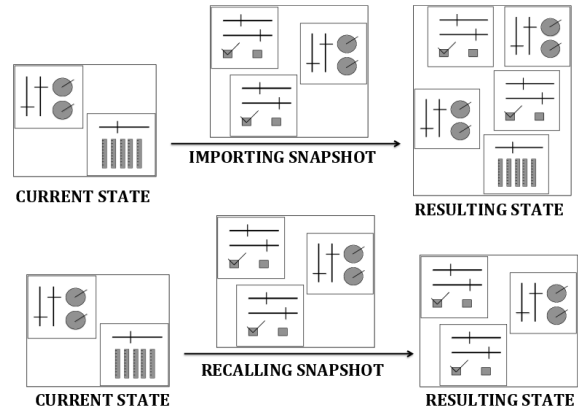 IMPORTING SNAPSHOT
CURRENT STATE
RESULTING STATE
RECALLING SNAPSHOT
CURRENT STATE
RESULTING STATE